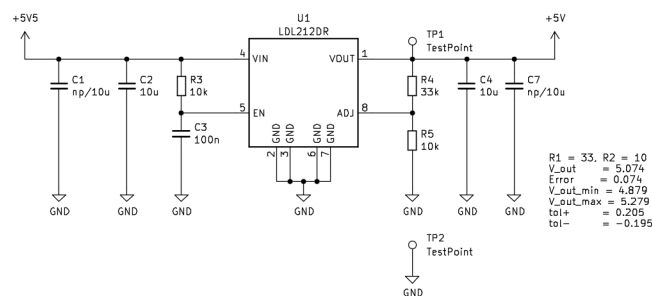 +5V5
U1
LDL212DR
TP1
TestPoint
+5V
4
VIN
VOUT
1
C1
np/10u
C2
10u
R3
10k
R4
33k
C4
10u
C7
np/10u
5
EN
ADJ
8
C3
100n
GND
GND
GND
GND
2
3
6
7
R5
10k
GND
GND
GND
GND
GND
GND
GND
R1 = 33, R2 = 10
V_out = 5.074
Error = 0.074
V_out_min = 4.879
V_out_max = 5.279
tol+ = 0.205
tol- = -0.195
TP2
TestPoint
GND